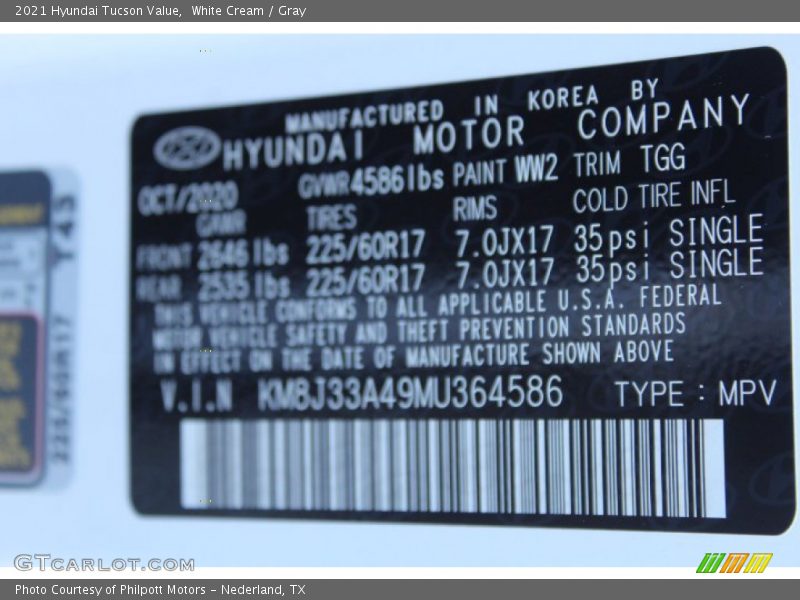 2021 Hyundai Tucson Value,  White Cream / Gray
MANUFACTURED IN KOREA BY
HYUNDAI MOTOR COMPANY
OCT/2020 GVWR 4586lbs PAINT WW2 TRIM TGG
GAWR TIRES RIMS COLD TIRE INFL
FRONT 2646 lbs 225/60R17 7.0JX17 35psi SINGLE
REAR 2535 lbs 225/60R17 7.0JX17 35psi SINGLE
THIS VEHICLE CONFORMS TO ALL APPLICABLE U.S.A. FEDERAL
MOTOR VEHICLE SAFETY AND THEFT PREVENTION STANDARDS
IN EFFECT ON THE DATE OF MANUFACTURE SHOWN ABOVE
V.I.N KM8J33A49MU364586 TYPE : MPV
225/60R17
GTCARLOT.COM
Photo Courtesy of Philpott Motors - Nederland, TX